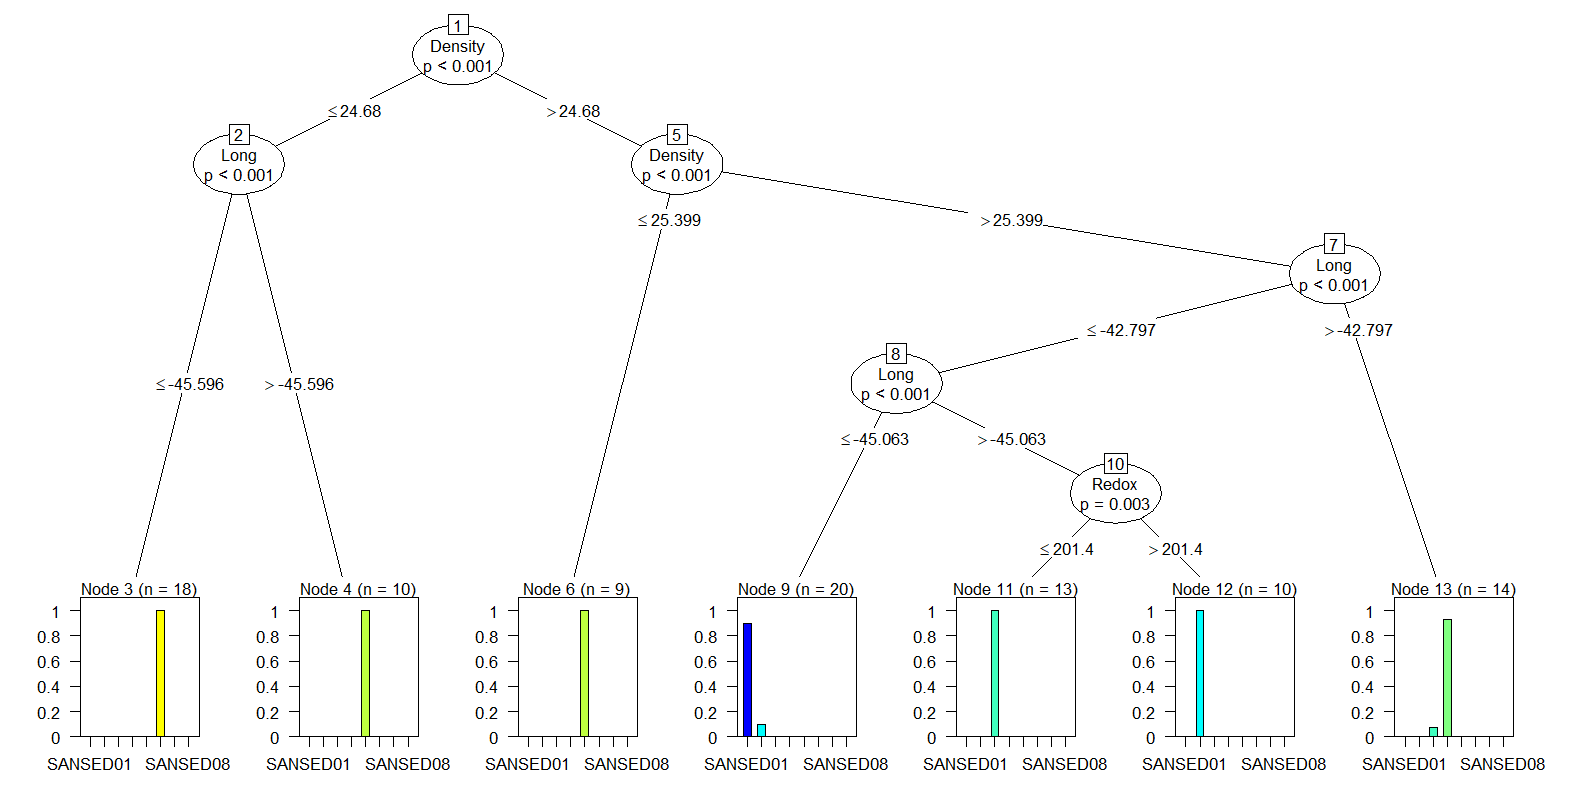 1
Density
p < 0.001
≤ 24.68
> 24.68
2
Long
p < 0.001
5
Density
p < 0.001
≤ 25.399
> 25.399
7
Long
p < 0.001
≤ -42.797
> -42.797
8
Long
p < 0.001
≤ -45.596
> -45.596
≤ -45.063
> -45.063
10
Redox
p = 0.003
≤ 201.4
> 201.4
Node 3 (n = 18)
1
0.8
0.6
0.4
0.2
0
SANSED01 SANSED08
Node 4 (n = 10)
1
0.8
0.6
0.4
0.2
0
SANSED01 SANSED08
Node 6 (n = 9)
1
0.8
0.6
0.4
0.2
0
SANSED01 SANSED08
Node 9 (n = 20)
1
0.8
0.6
0.4
0.2
0
SANSED01 SANSED08
Node 11 (n = 13)
1
0.8
0.6
0.4
0.2
0
SANSED01 SANSED08
Node 12 (n = 10)
1
0.8
0.6
0.4
0.2
0
SANSED01 SANSED08
Node 13 (n = 14)
1
0.8
0.6
0.4
0.2
0
SANSED01 SANSED08